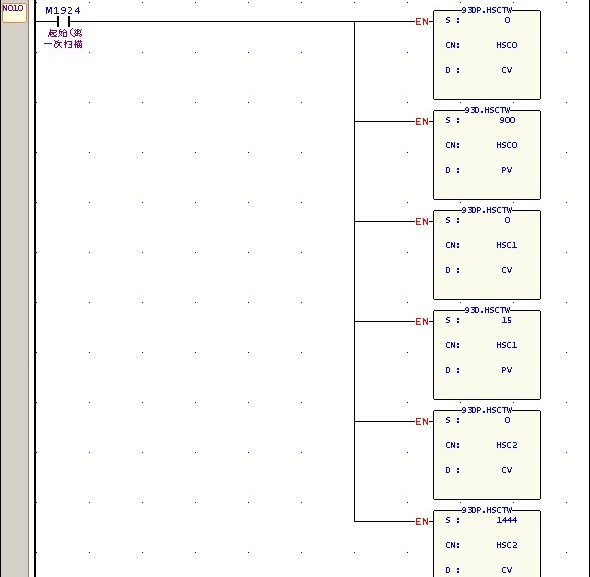 N010
M1924
起始(第
一次扫描
EN
93DP.HSCTW
S : 0
CN: HSC0
D : CV
EN
93D.HSCTW
S : 900
CN: HSC0
D : PV
EN
93DP.HSCTW
S : 0
CN: HSC1
D : CV
EN
93D.HSCTW
S : 15
CN: HSC1
D : PV
EN
93DP.HSCTW
S : 0
CN: HSC2
D : CV
EN
93DP.HSCTW
S : 1444
CN: HSC2
D : CV